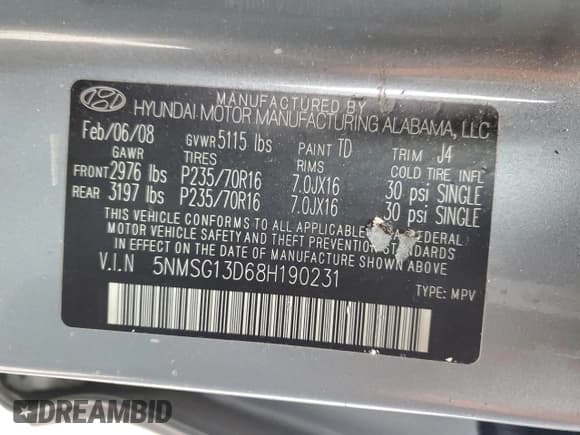 MANUFACTURED BY
HYUNDAI MOTOR MANUFACTURING ALABAMA, LLC
Feb/06/08 GVWR 5115 lbs PAINT TD TRIM J4
GAWR TIRES RIMS COLD TIRE INFL
FRONT 2976 lbs P235/70R16 7.0JX16 30 psi SINGLE
REAR 3197 lbs P235/70R16 7.0JX16 30 psi SINGLE
THIS VEHICLE CONFORMS TO ALL APPLICABLE FEDERAL
MOTOR VEHICLE SAFETY AND THEFT PREVENTION STANDARDS
IN EFFECT ON THE DATE OF MANUFACTURE SHOWN ABOVE
V.I.N 5NMSG13D68H190231 TYPE: MPV
DREAMBID